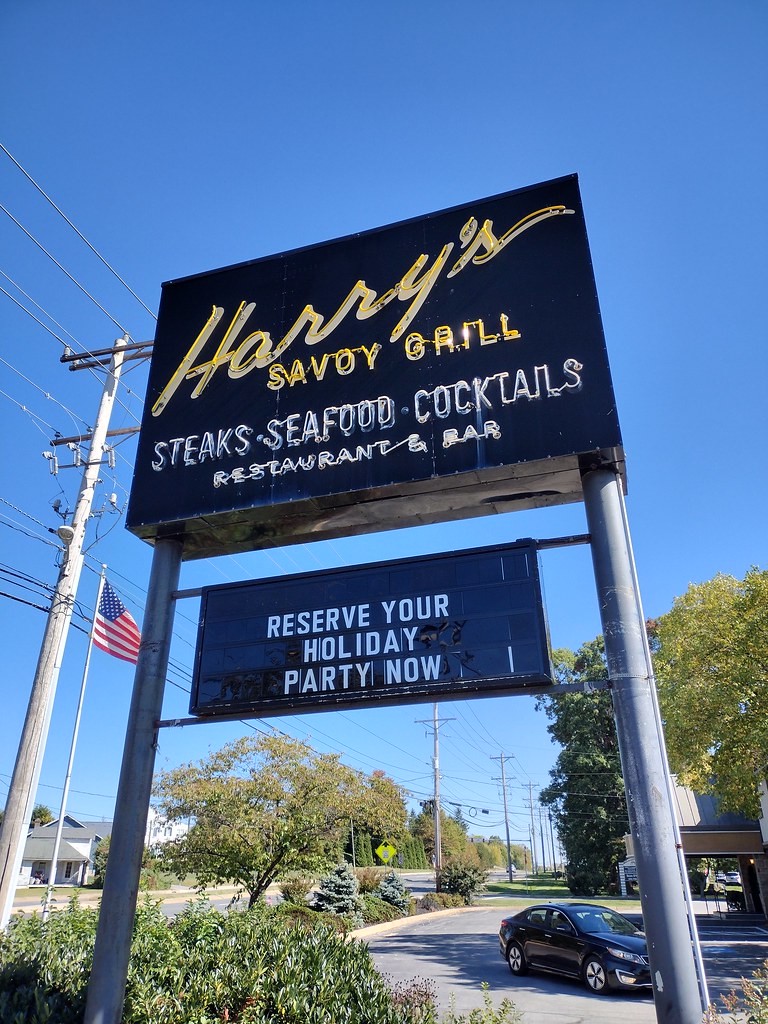 Harry's
SAVOY GRILL
STEAKS·SEAFOOD·COCKTAILS
RESTAURANT & BAR
RESERVE YOUR
HOLIDAY
PARTY NOW